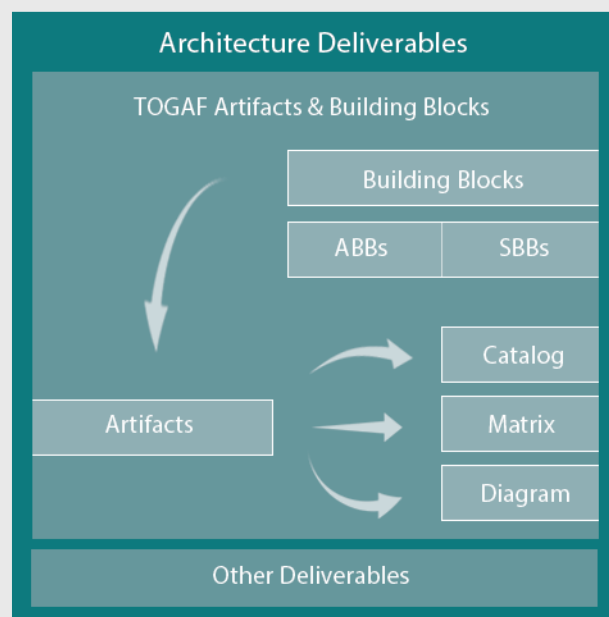 Architecture Deliverables
TOGAF Artifacts & Building Blocks
Building Blocks
ABBs
SBBs
Catalog
Artifacts
Matrix
Diagram
Other Deliverables